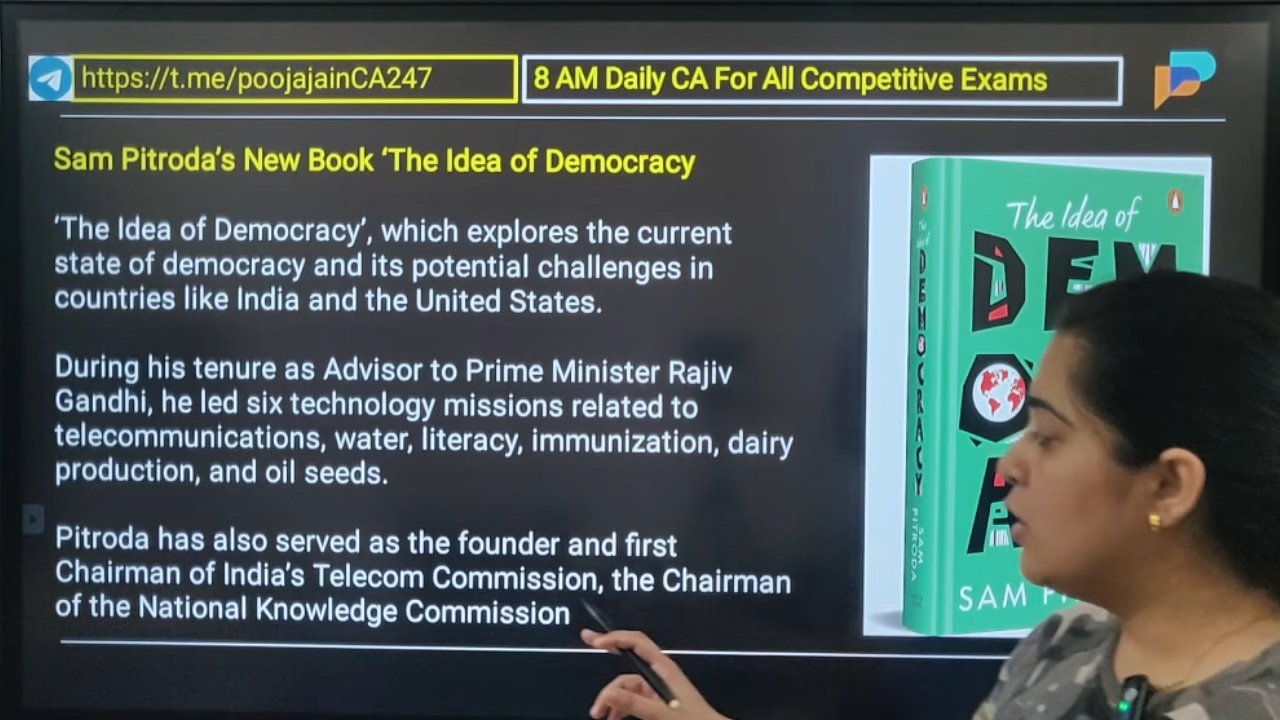 https://t.me/poojajainCA247
8 AM Daily CA For All Competitive Exams
Sam Pitroda's New Book ‘The Idea of Democracy
‘The Idea of Democracy’, which explores the current
state of democracy and its potential challenges in
countries like India and the United States.
During his tenure as Advisor to Prime Minister Rajiv
Gandhi, he led six technology missions related to
telecommunications, water, literacy, immunization, dairy
production, and oil seeds.
Pitroda has also served as the founder and first
Chairman of India's Telecom Commission, the Chairman
of the National Knowledge Commission
The Idea of
DEM
O
SAM
DEMOCRACY
SAM
PITRODA